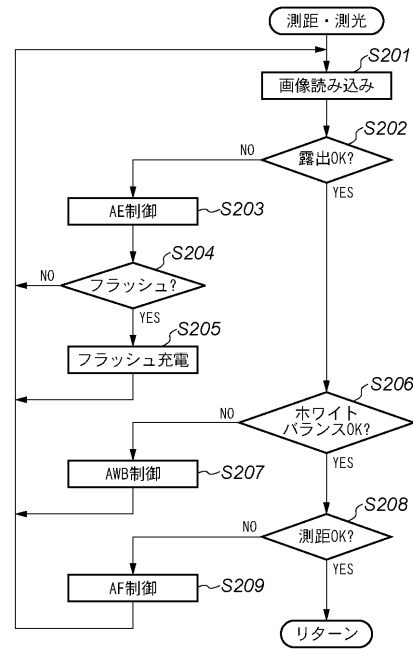 測距・測光
S201
画像読み込み
S202
露出OK?
NO
YES
AE制御
S203
S204
フラッシュ?
NO
YES
S205
フラッシュ充電
S206
ホワイト
バランスOK?
NO
YES
AWB制御
S207
S208
測距OK?
NO
YES
AF制御
S209
リターン